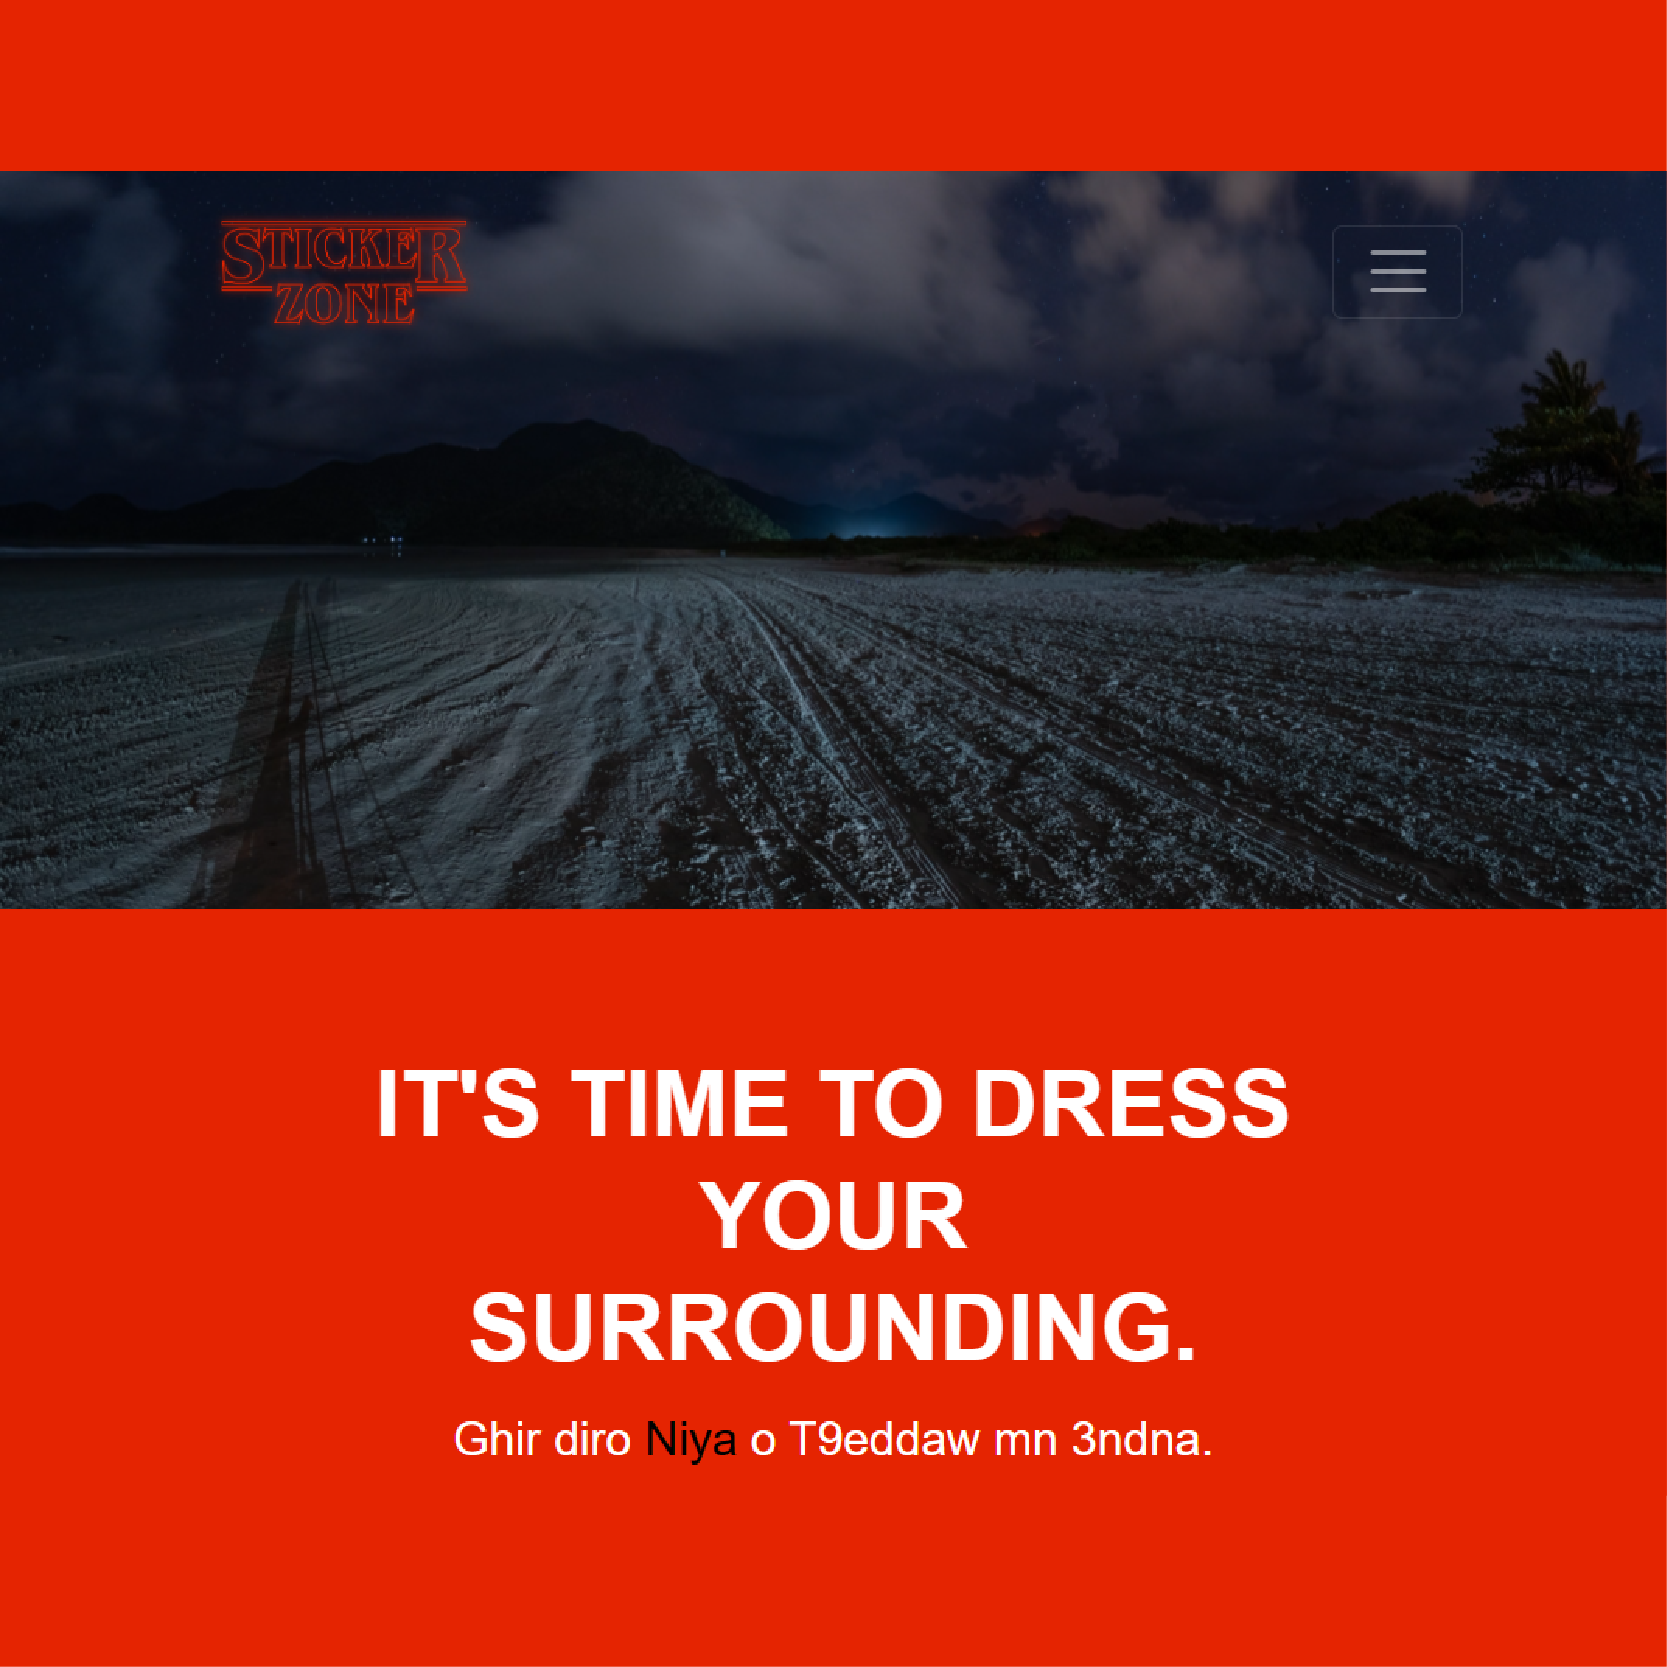 STICKER
ZONE
IT'S TIME TO DRESS
YOUR
SURROUNDING.
Ghir diro Niya o T9eddaw mn 3ndna.